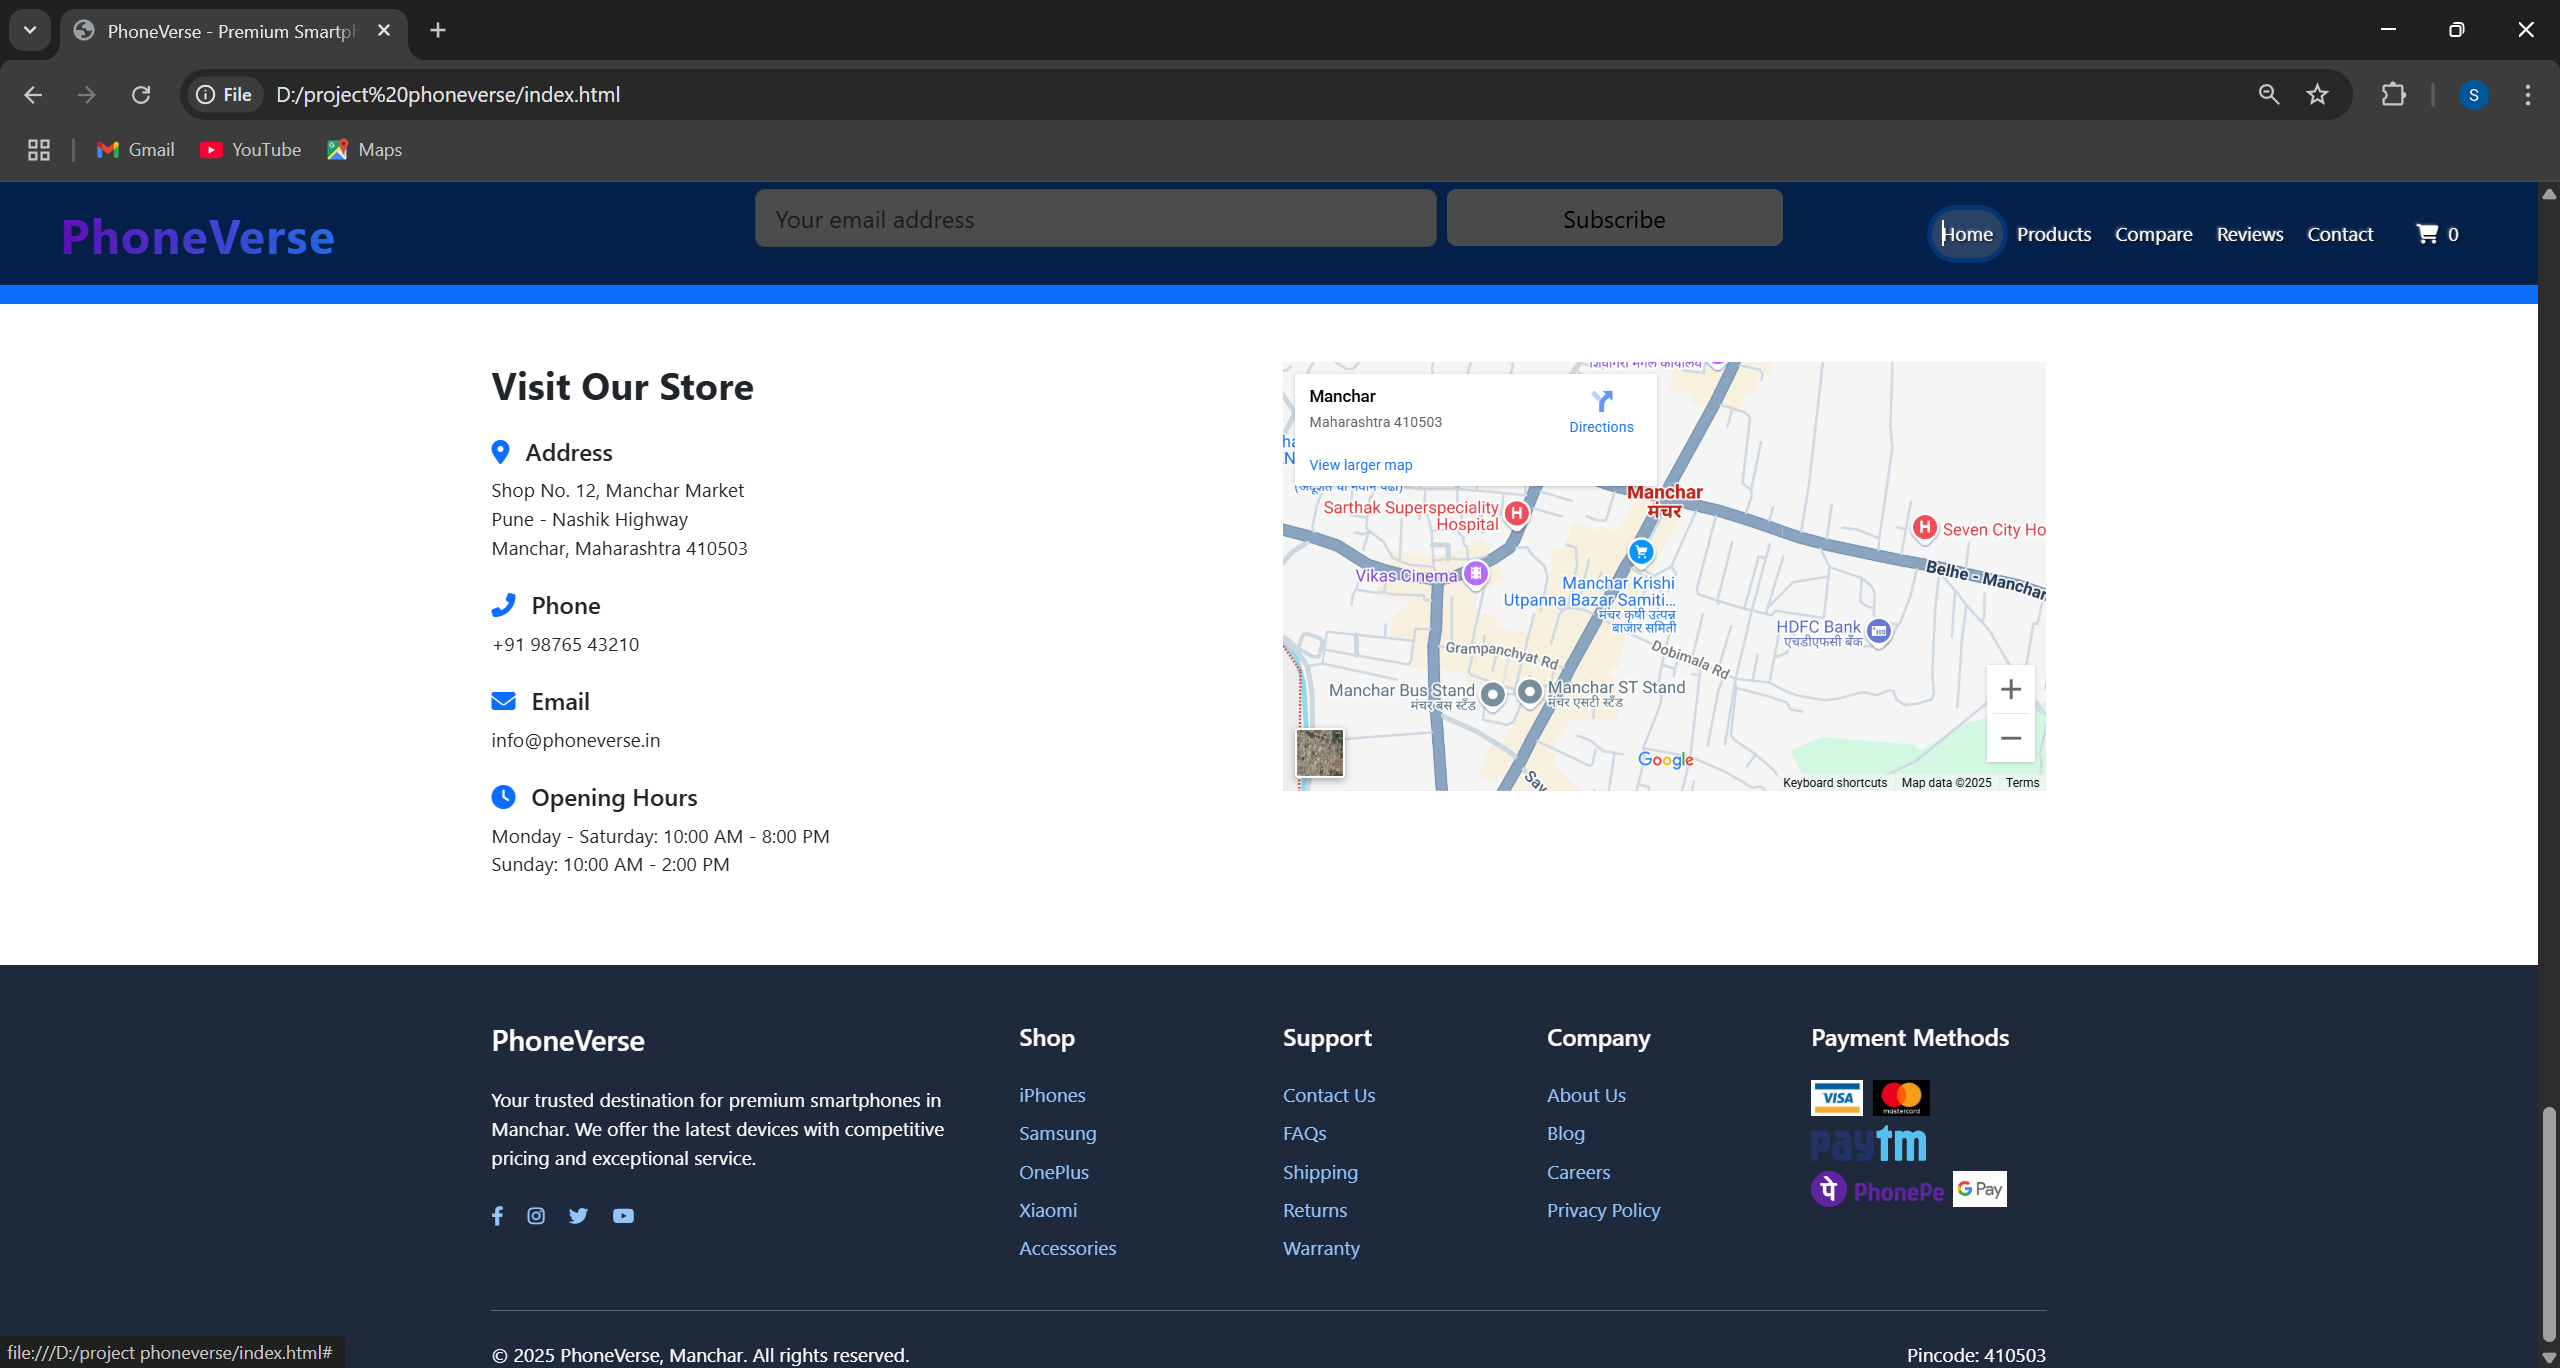 PhoneVerse - Premium Smartp
File
D:/project%20phoneverse/index.html
S
Gmail
YouTube
Maps
PhoneVerse
Your email address
Subscribe
Home
Products
Compare
Reviews
Contact
0
Visit Our Store
Address
Shop No. 12, Manchar Market
Pune - Nashik Highway
Manchar, Maharashtra 410503
Phone
+91 98765 43210
Email
info@phoneverse.in
Opening Hours
Monday - Saturday: 10:00 AM - 8:00 PM
Sunday: 10:00 AM - 2:00 PM
Manchar
Maharashtra 410503
Directions
View larger map
Manchar
मंचर
Sarthak Superspeciality
Hospital
H
H
Seven City Ho
Vikas Cinema
Belhe - Manchar
Manchar Krishi
Utpanna Bazar Samiti...
मंचर कृषी उत्पन्न
बाजार समिती
HDFC Bank
एचडीएफसी बँक
Grampanchyat Rd
Dobimala Rd
Manchar Bus Stand
मंचर बस स्टँड
Manchar ST Stand
मंचर एसटी स्टँड
Google
Keyboard shortcuts
Map data ©2025
Terms
PhoneVerse
Your trusted destination for premium smartphones in
Manchar. We offer the latest devices with competitive
pricing and exceptional service.
Shop
iPhones
Samsung
OnePlus
Xiaomi
Accessories
Support
Contact Us
FAQs
Shipping
Returns
Warranty
Company
About Us
Blog
Careers
Privacy Policy
Payment Methods
VISA
mastercard
paytm
पे PhonePe
G Pay
© 2025 PhoneVerse, Manchar. All rights reserved.
Pincode: 410503
file:///D:/project phoneverse/index.html#